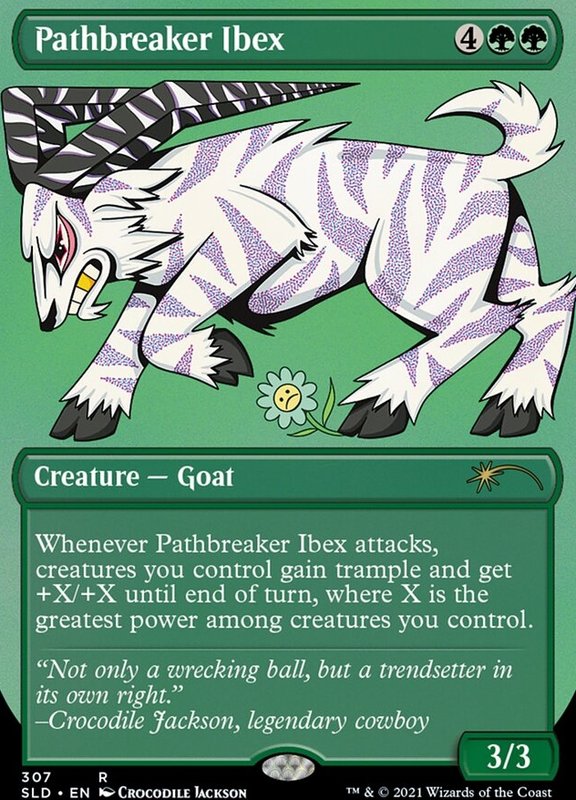 Pathbreaker Ibex 4
Creature — Goat
Whenever Pathbreaker Ibex attacks,
creatures you control gain trample and get
+X/+X until end of turn, where X is the
greatest power among creatures you control.
“Not only a wrecking ball, but a trendsetter in
its own right.”
–Crocodile Jackson, legendary cowboy
3/3
307 R
SLD • EN Crocodile Jackson ™ & © 2021 Wizards of the Coast